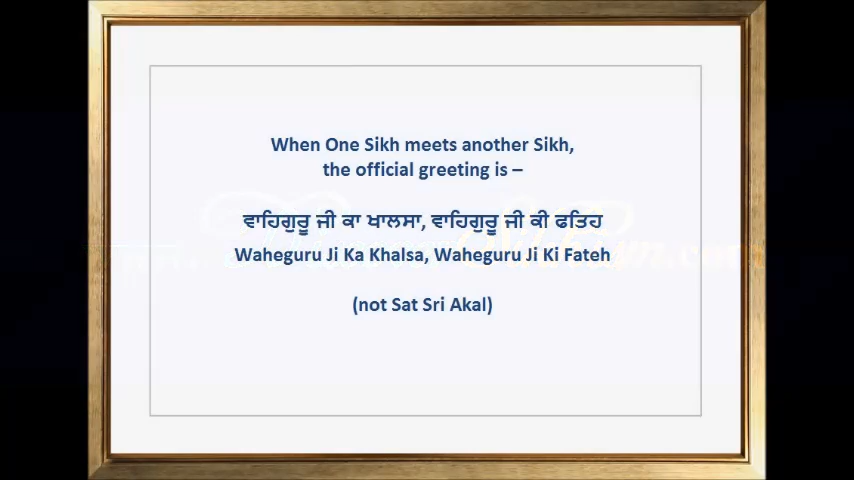 When One Sikh meets another Sikh,
the official greeting is –
ਵਾਹਿਗੁਰੂ ਜੀ ਕਾ ਖਾਲਸਾ, ਵਾਹਿਗੁਰੂ ਜੀ ਕੀ ਫਤਿਹ
Waheguru Ji Ka Khalsa, Waheguru Ji Ki Fateh
(not Sat Sri Akal)